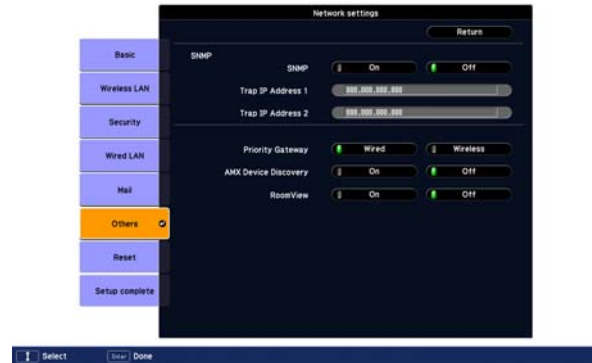 Network settings
Return
Basic
Wireless LAN
Security
Wired LAN
Mail
Others
Reset
Setup complete
SNMP
SNMP On Off
Trap IP Address 1 000.000.000.000
Trap IP Address 2 000.000.000.000
Priority Gateway Wired Wireless
AMX Device Discovery On Off
RoomView On Off
Select Enter Done